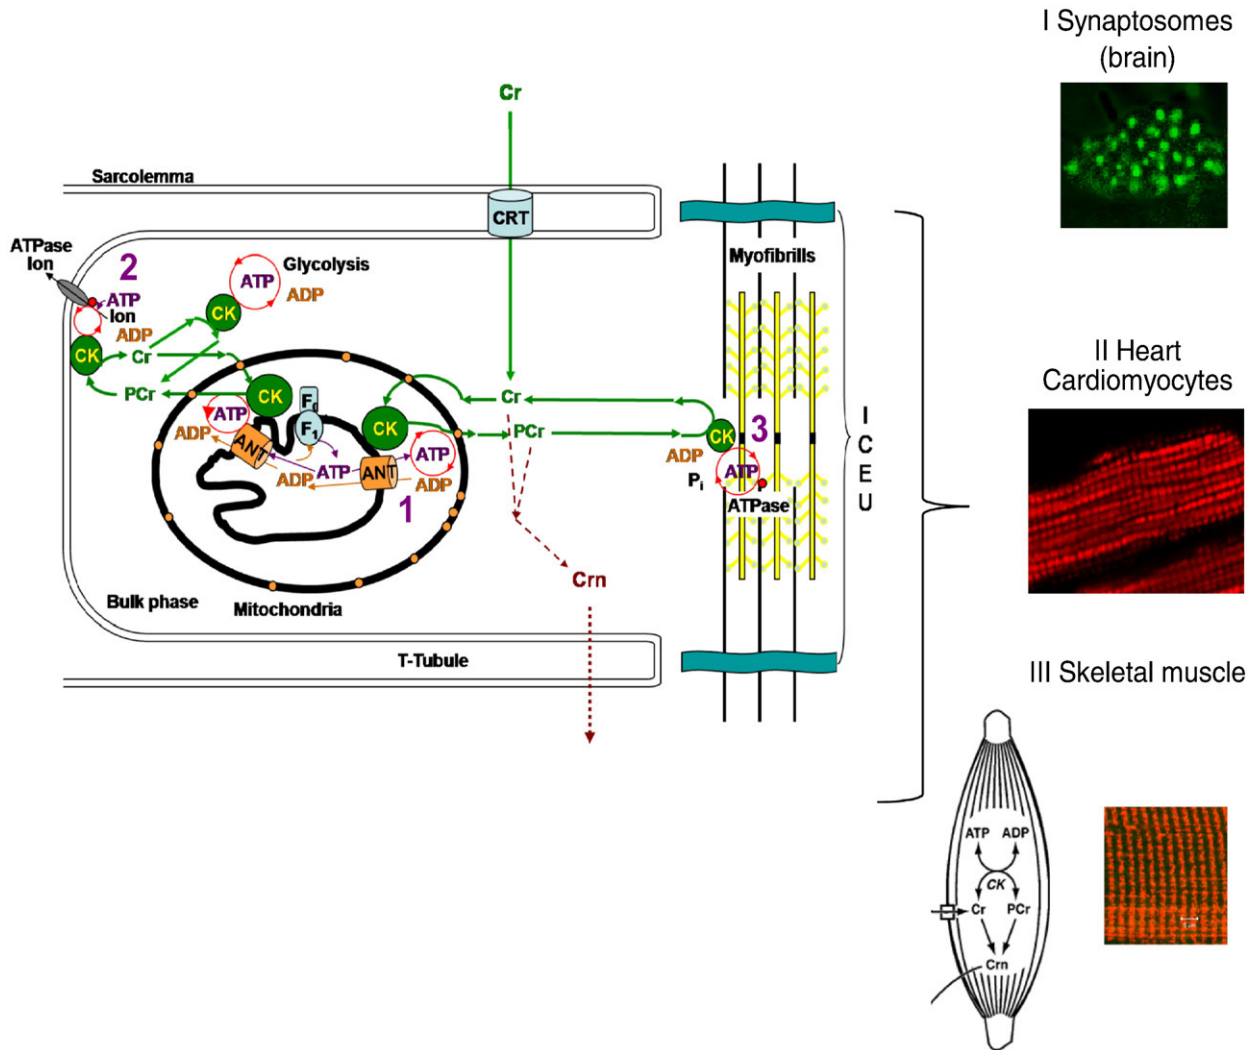 I Synaptosomes
(brain)
Cr
Sarcolemma
CRT
ATPase
Ion
2
ATP
Ion
ADP
Glycolysis
ATP
ADP
CK
CK
Cr
PCr
CK
F₀
F₁
ATP
ADP
ANT
ADP
ATP
CK
ANT
ATP
ADP
1
Cr
PCr
Crn
Bulk phase
Mitochondria
T-Tubule
Myofibrills
CK
3
ADP
ATP
Pi
ATPase
I
C
E
U
II Heart
Cardiomyocytes
III Skeletal muscle
ATP ADP
CK
Cr PCr
Crn